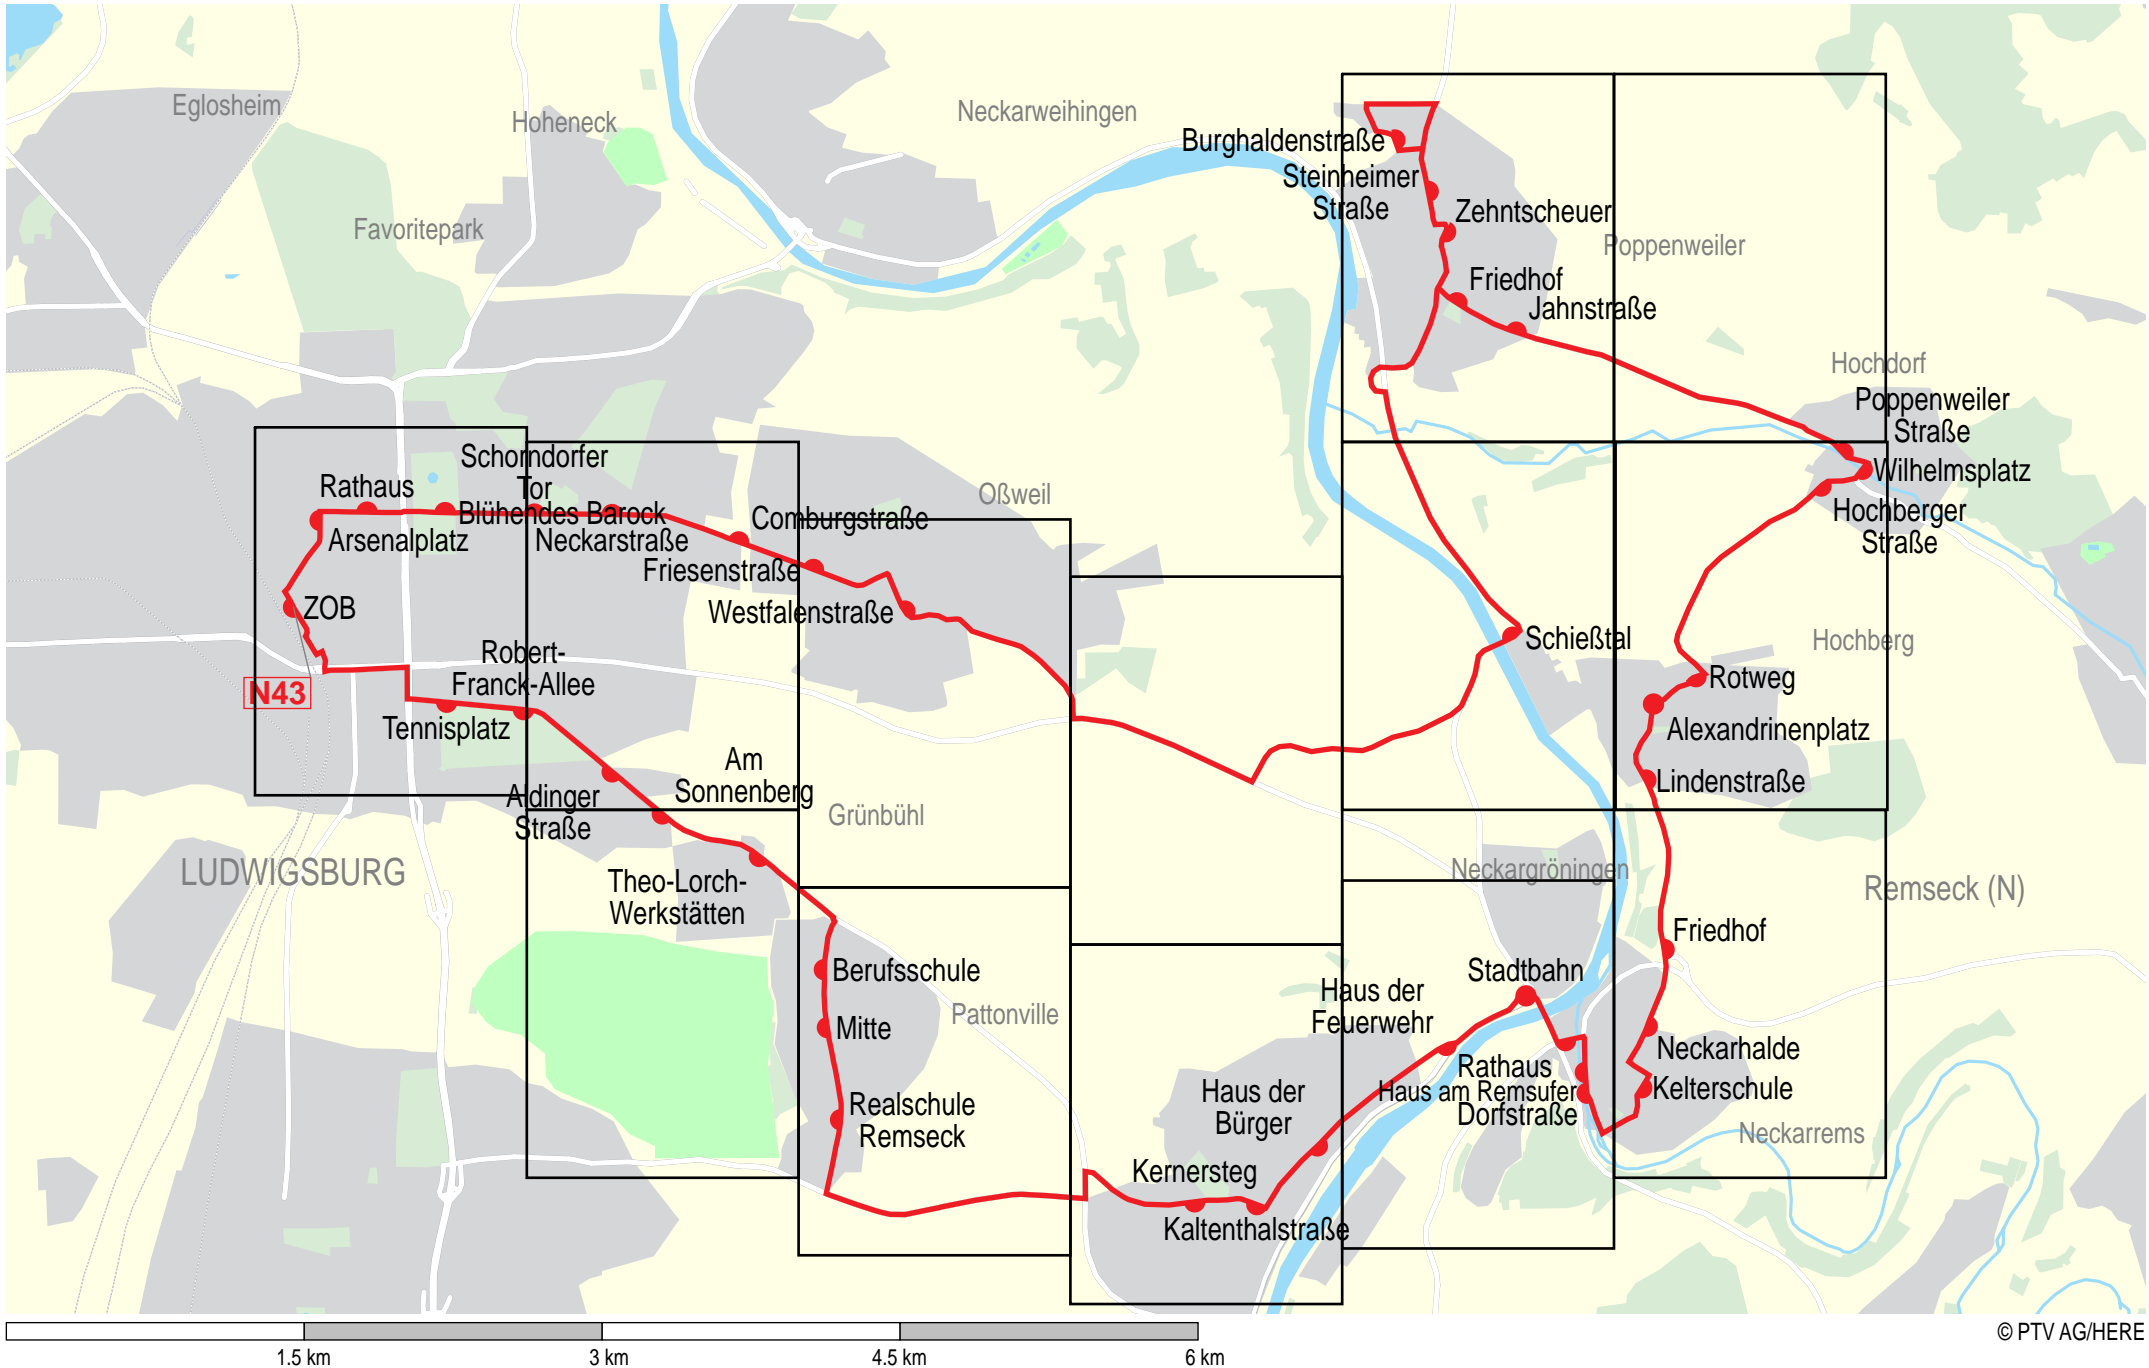 Eglosheim
Hoheneck
Neckarweihingen
Burghaldenstraße
Steinheimer
Straße
Zehntscheuer
Favoritepark
Poppenweiler
Friedhof
Jahnstraße
Hochdorf
Poppenweiler
Straße
Wilhelmsplatz
Hochberger
Straße
Schorndorfer
Tor
Rathaus
Blühendes Barock
Arsenalplatz
Neckarstraße
Comburgstraße
Oßweil
Friesenstraße
Westfalenstraße
ZOB
Robert-
Franck-Allee
N43
Tennisplatz
Schießtal
Hochberg
Rotweg
Alexandrinenplatz
Lindenstraße
Am
Sonnenberg
Aldinger
Straße
Grünbühl
LUDWIGSBURG
Theo-Lorch-
Werkstätten
Neckargröningen
Remseck (N)
Friedhof
Berufsschule
Stadtbahn
Haus der
Feuerwehr
Mitte
Pattonville
Neckarhalde
Rathaus
Haus am Remsufer
Dorfstraße
Kelterschule
Haus der
Bürger
Realschule
Remseck
Neckarrems
Kernersteg
Kaltenthalstraße
© PTV AG/HERE
1.5 km
3 km
4.5 km
6 km